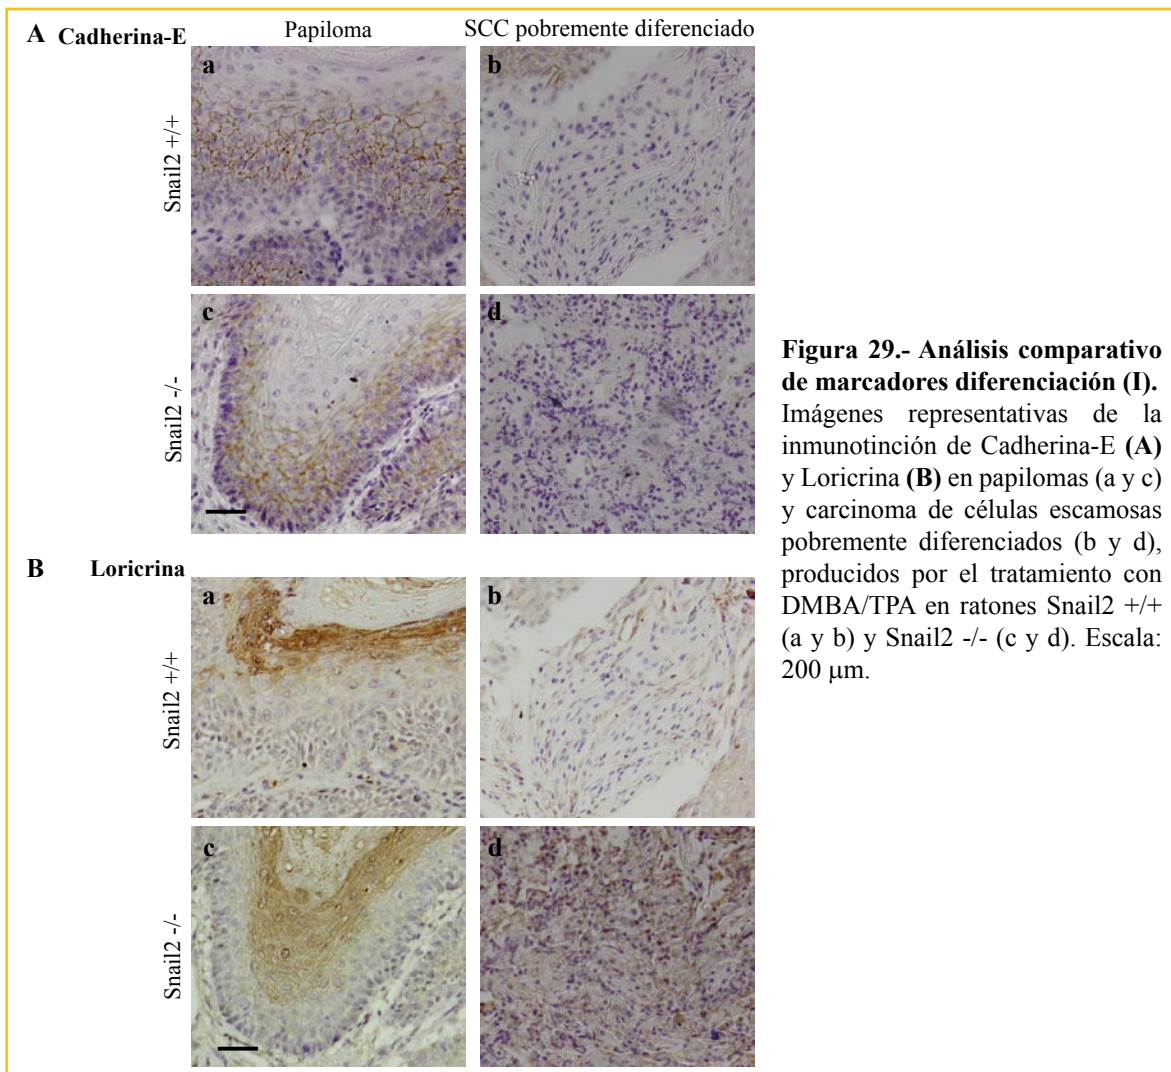 A Cadherina-E
Papiloma
SCC pobremente diferenciado
Snail2 +/+
a
b
Snail2 -/-
c
d
B Loricrina
Snail2 +/+
a
b
Snail2 -/-
c
d
Figura 29.- Análisis comparativo
de marcadores diferenciación (I).
Imágenes representativas de la
inmunotinción de Cadherina-E (A)
y Loricrina (B) en papilomas (a y c)
y carcinoma de células escamosas
pobremente diferenciados (b y d),
producidos por el tratamiento con
DMBA/TPA en ratones Snail2 +/+
(a y b) y Snail2 -/- (c y d). Escala:
200 μm.